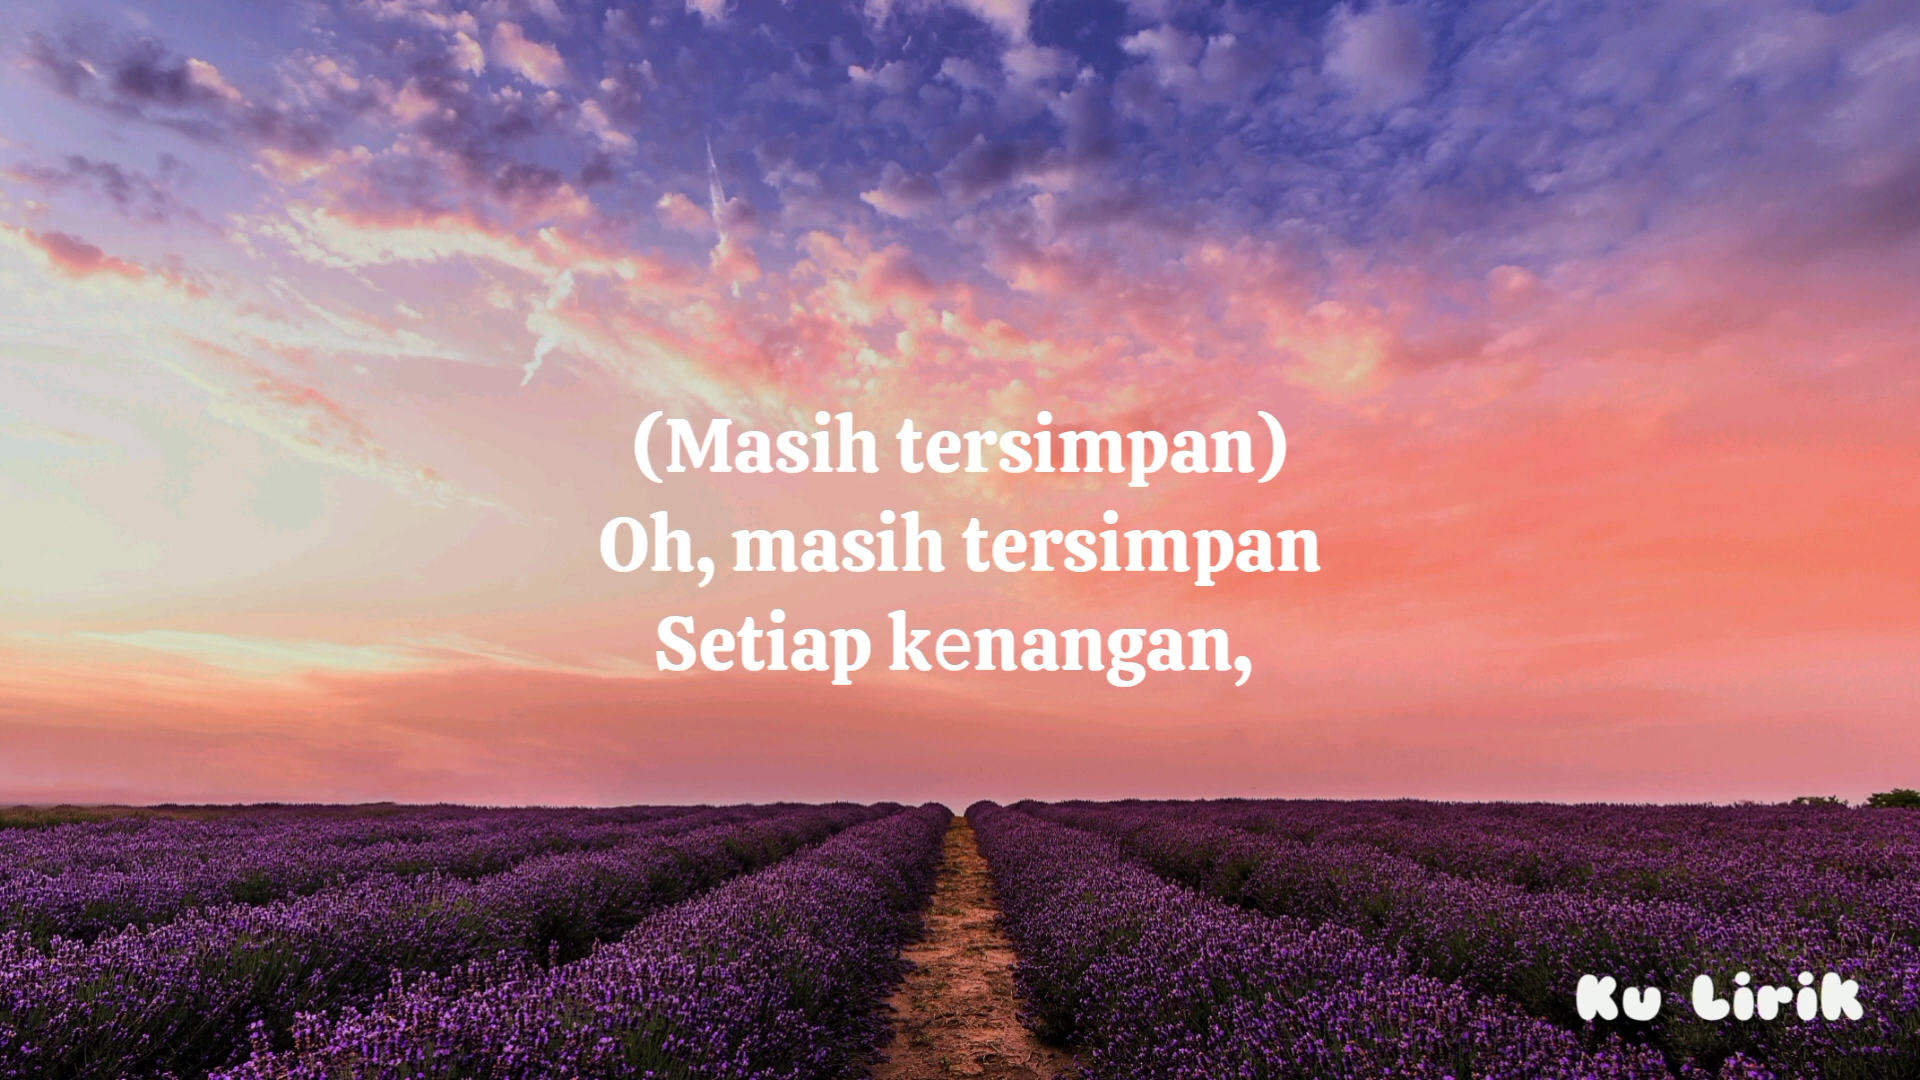 (Masih tersimpan)
Oh, masih tersimpan
Setiap kenangan,
Ku Lirik